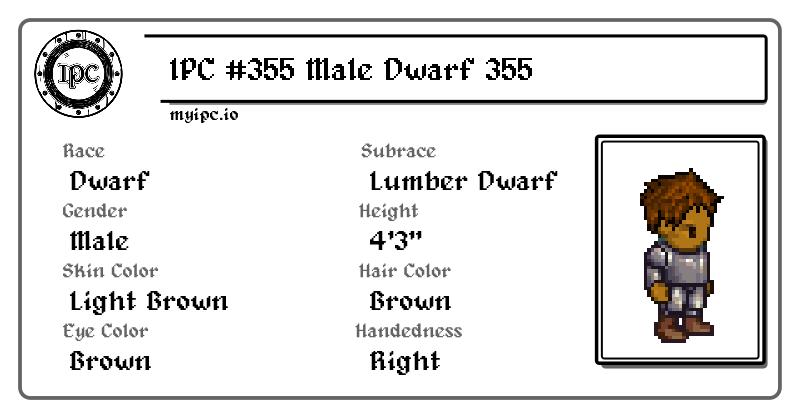 IPC
IPC #355 Male Dwarf 355
myipc.io
Race
Dwarf
Subrace
Lumber Dwarf
Gender
Male
Height
4'3"
Skin Color
Light Brown
Hair Color
Brown
Eye Color
Brown
Handedness
Right